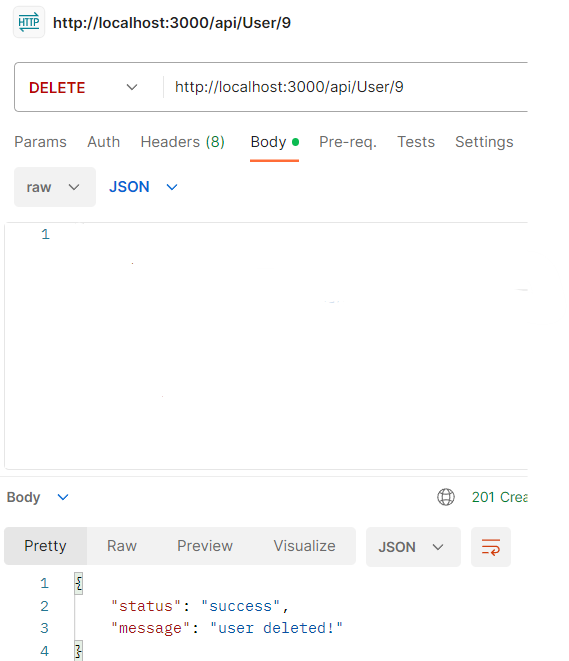 HTTP http://localhost:3000/api/User/9
DELETE http://localhost:3000/api/User/9
Params Auth Headers (8) Body Pre-req. Tests Settings
raw JSON
1
Body 201
Pretty Raw Preview Visualize JSON
1 {
2 "status": "success",
3 "message": "user deleted!"
4 }